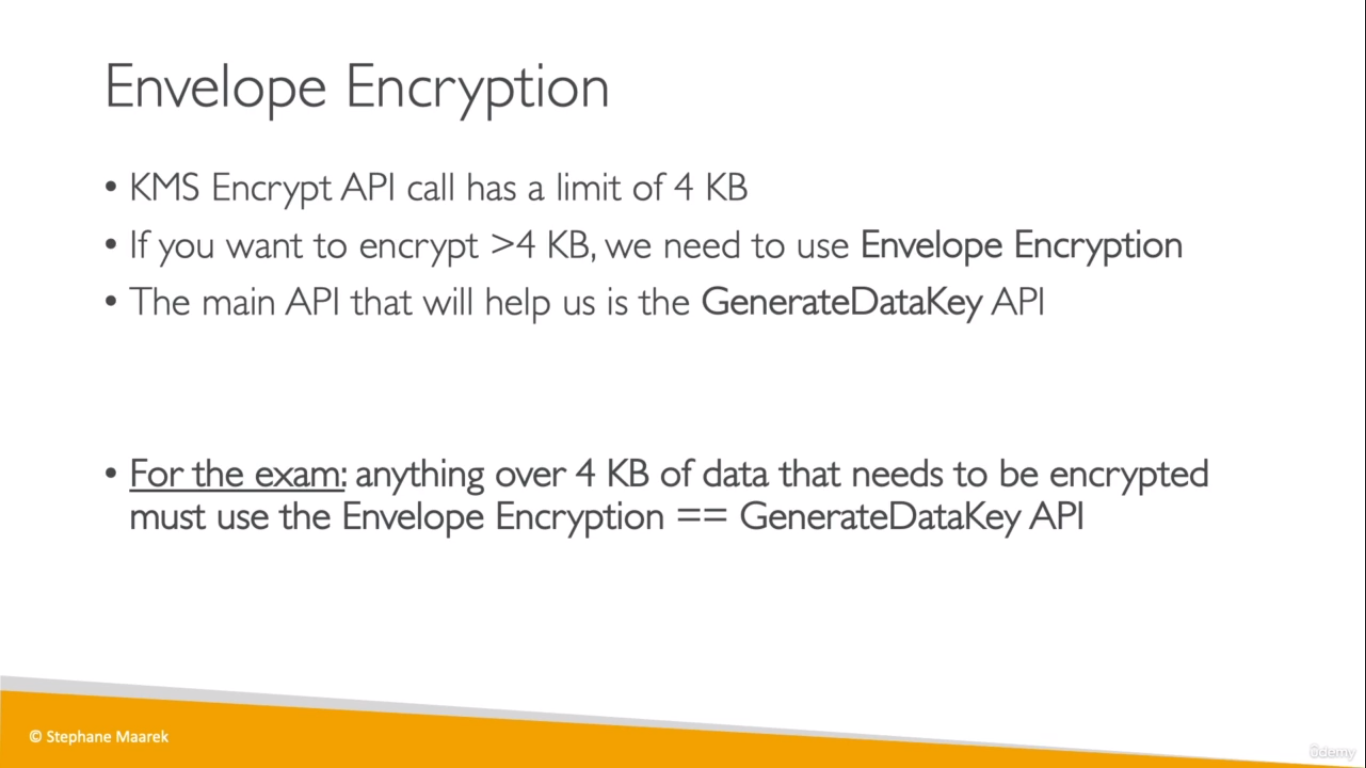 Envelope Encryption
• KMS Encrypt API call has a limit of 4 KB
• If you want to encrypt >4 KB, we need to use Envelope Encryption
• The main API that will help us is the GenerateDataKey API
• For the exam: anything over 4 KB of data that needs to be encrypted
must use the Envelope Encryption == GenerateDataKey API
© Stephane Maarek
ûdemy